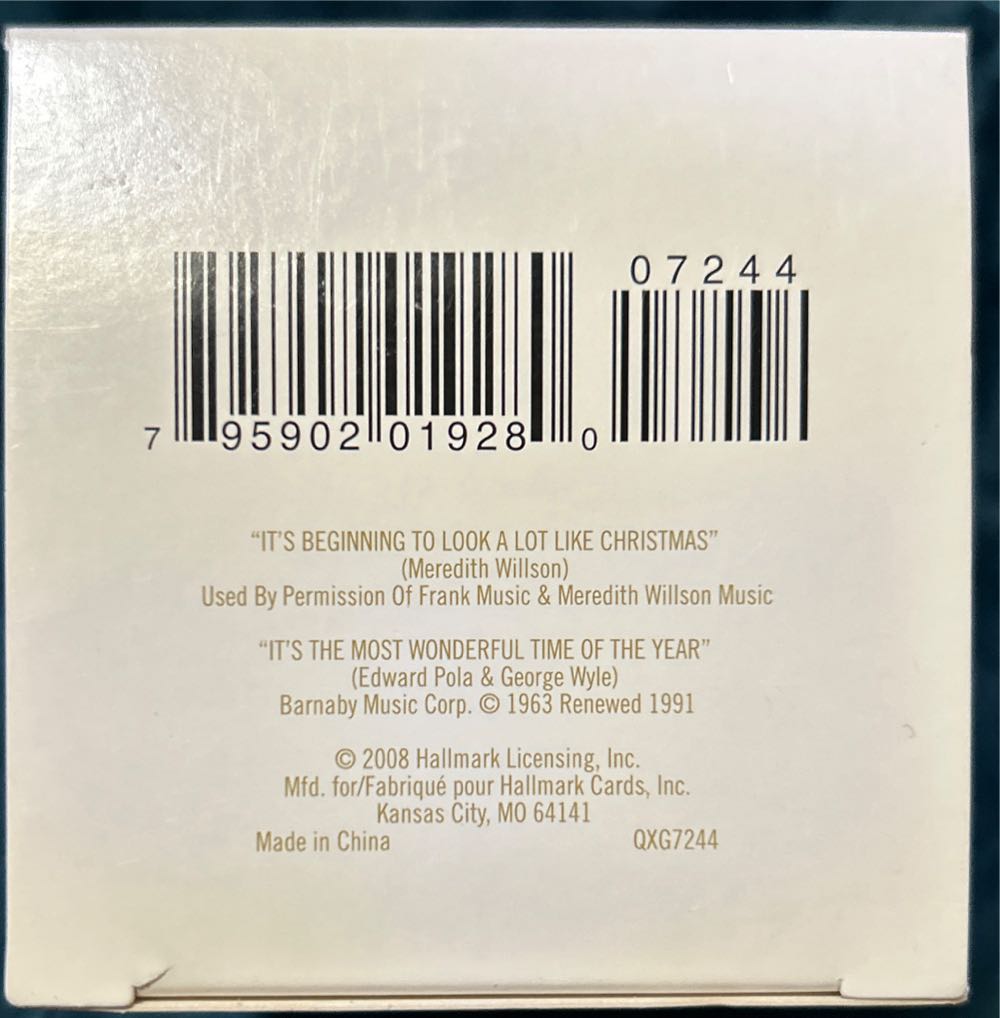 07244
7 95902 01928 0
“IT’S BEGINNING TO LOOK A LOT LIKE CHRISTMAS”
(Meredith Willson)
Used By Permission Of Frank Music & Meredith Willson Music
“IT’S THE MOST WONDERFUL TIME OF THE YEAR”
(Edward Pola & George Wyle)
Barnaby Music Corp. © 1963 Renewed 1991
© 2008 Hallmark Licensing, Inc.
Mfd. for/Fabriqué pour Hallmark Cards, Inc.
Kansas City, MO 64141
Made in China QXG7244